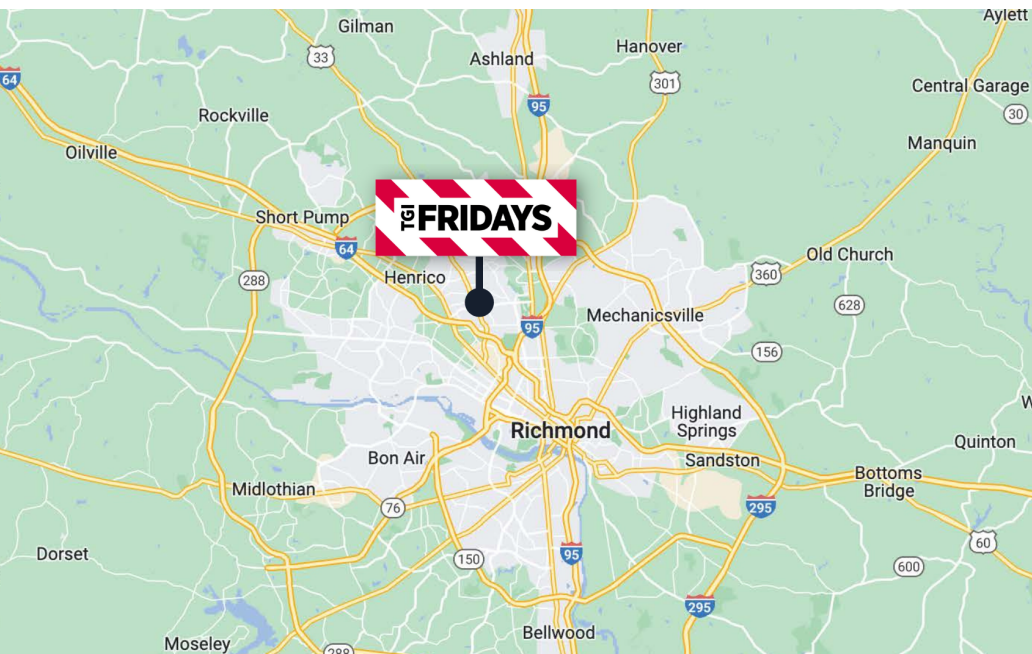 Gilman
Aylett
33
Ashland
Hanover
64
301
Central Garage
95
30
Rockville
Manquin
Oilville
TGI FRIDAYS
Short Pump
64
Old Church
Henrico
360
288
628
Mechanicsville
95
156
Highland
Springs
Richmond
Quinton
Bon Air
Sandston
Bottoms
Bridge
Midlothian
76
295
60
Dorset
95
150
600
295
Bellwood
Moseley
288